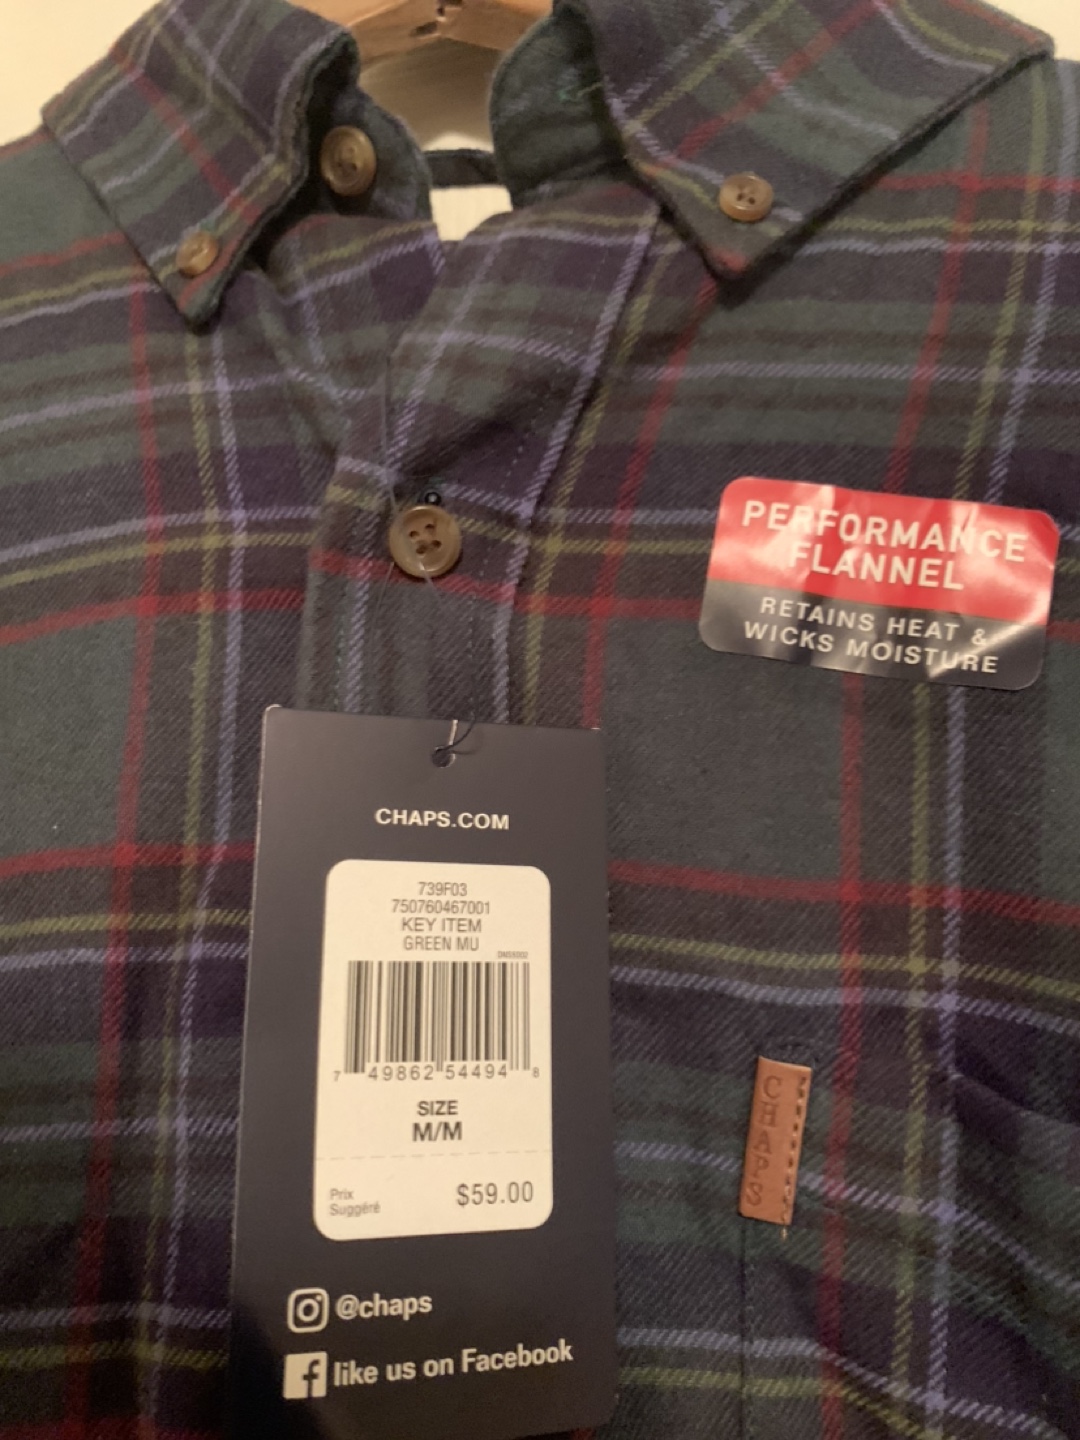 PERFORMANCE
FLANNEL
RETAINS HEAT &
WICKS MOISTURE
CHAPS.COM
739F03
750760467001
KEY ITEM
GREEN MU
DNS9000
7 49862 54494 8
SIZE
M/M
Prix
Suggéré
$59.00
CHAPS
@chaps
like us on Facebook